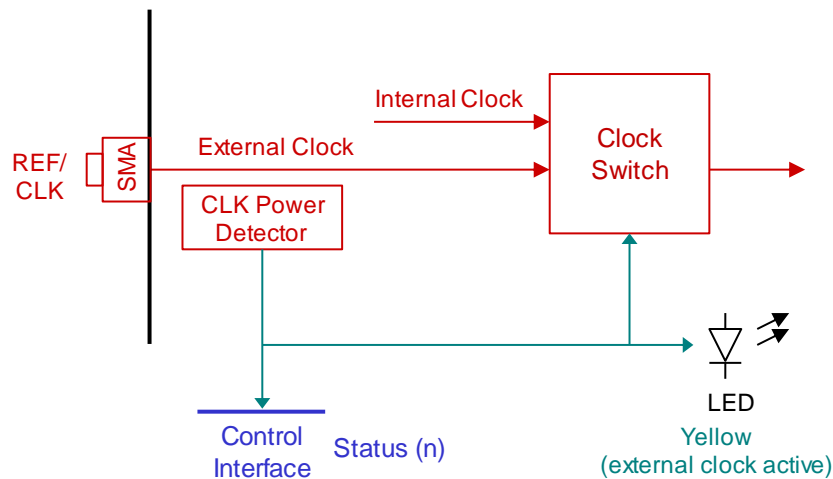 Internal Clock
External Clock
Clock
Switch
REF/
CLK
SMA
CLK Power
Detector
LED
Control
Interface
Status (n)
Yellow
(external clock active)